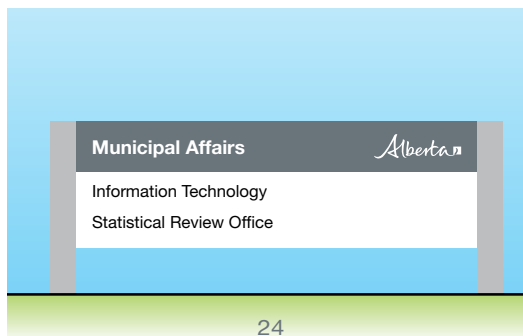 Municipal Affairs Alberta
Information Technology
Statistical Review Office
24